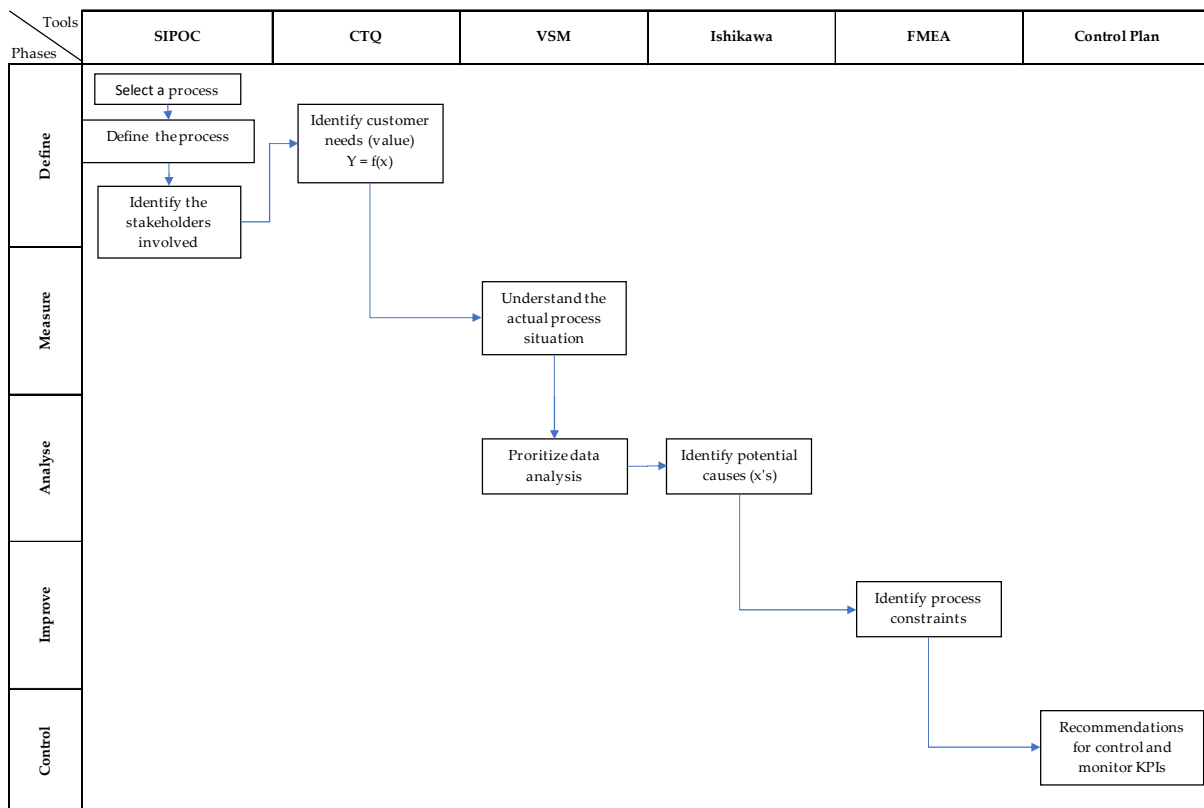 Tools
Phases
SIPOC
CTQ
VSM
Ishikawa
FMEA
Control Plan
Define
Select a process
Define the process
Identify the
stakeholders
involved
Identify customer
needs (value)
Y = f(x)
Measure
Understand the
actual process
situation
Analyse
Proritize data
analysis
Identify potential
causes (x's)
Improve
Identify process
constraints
Control
Recommendations
for control and
monitor KPIs